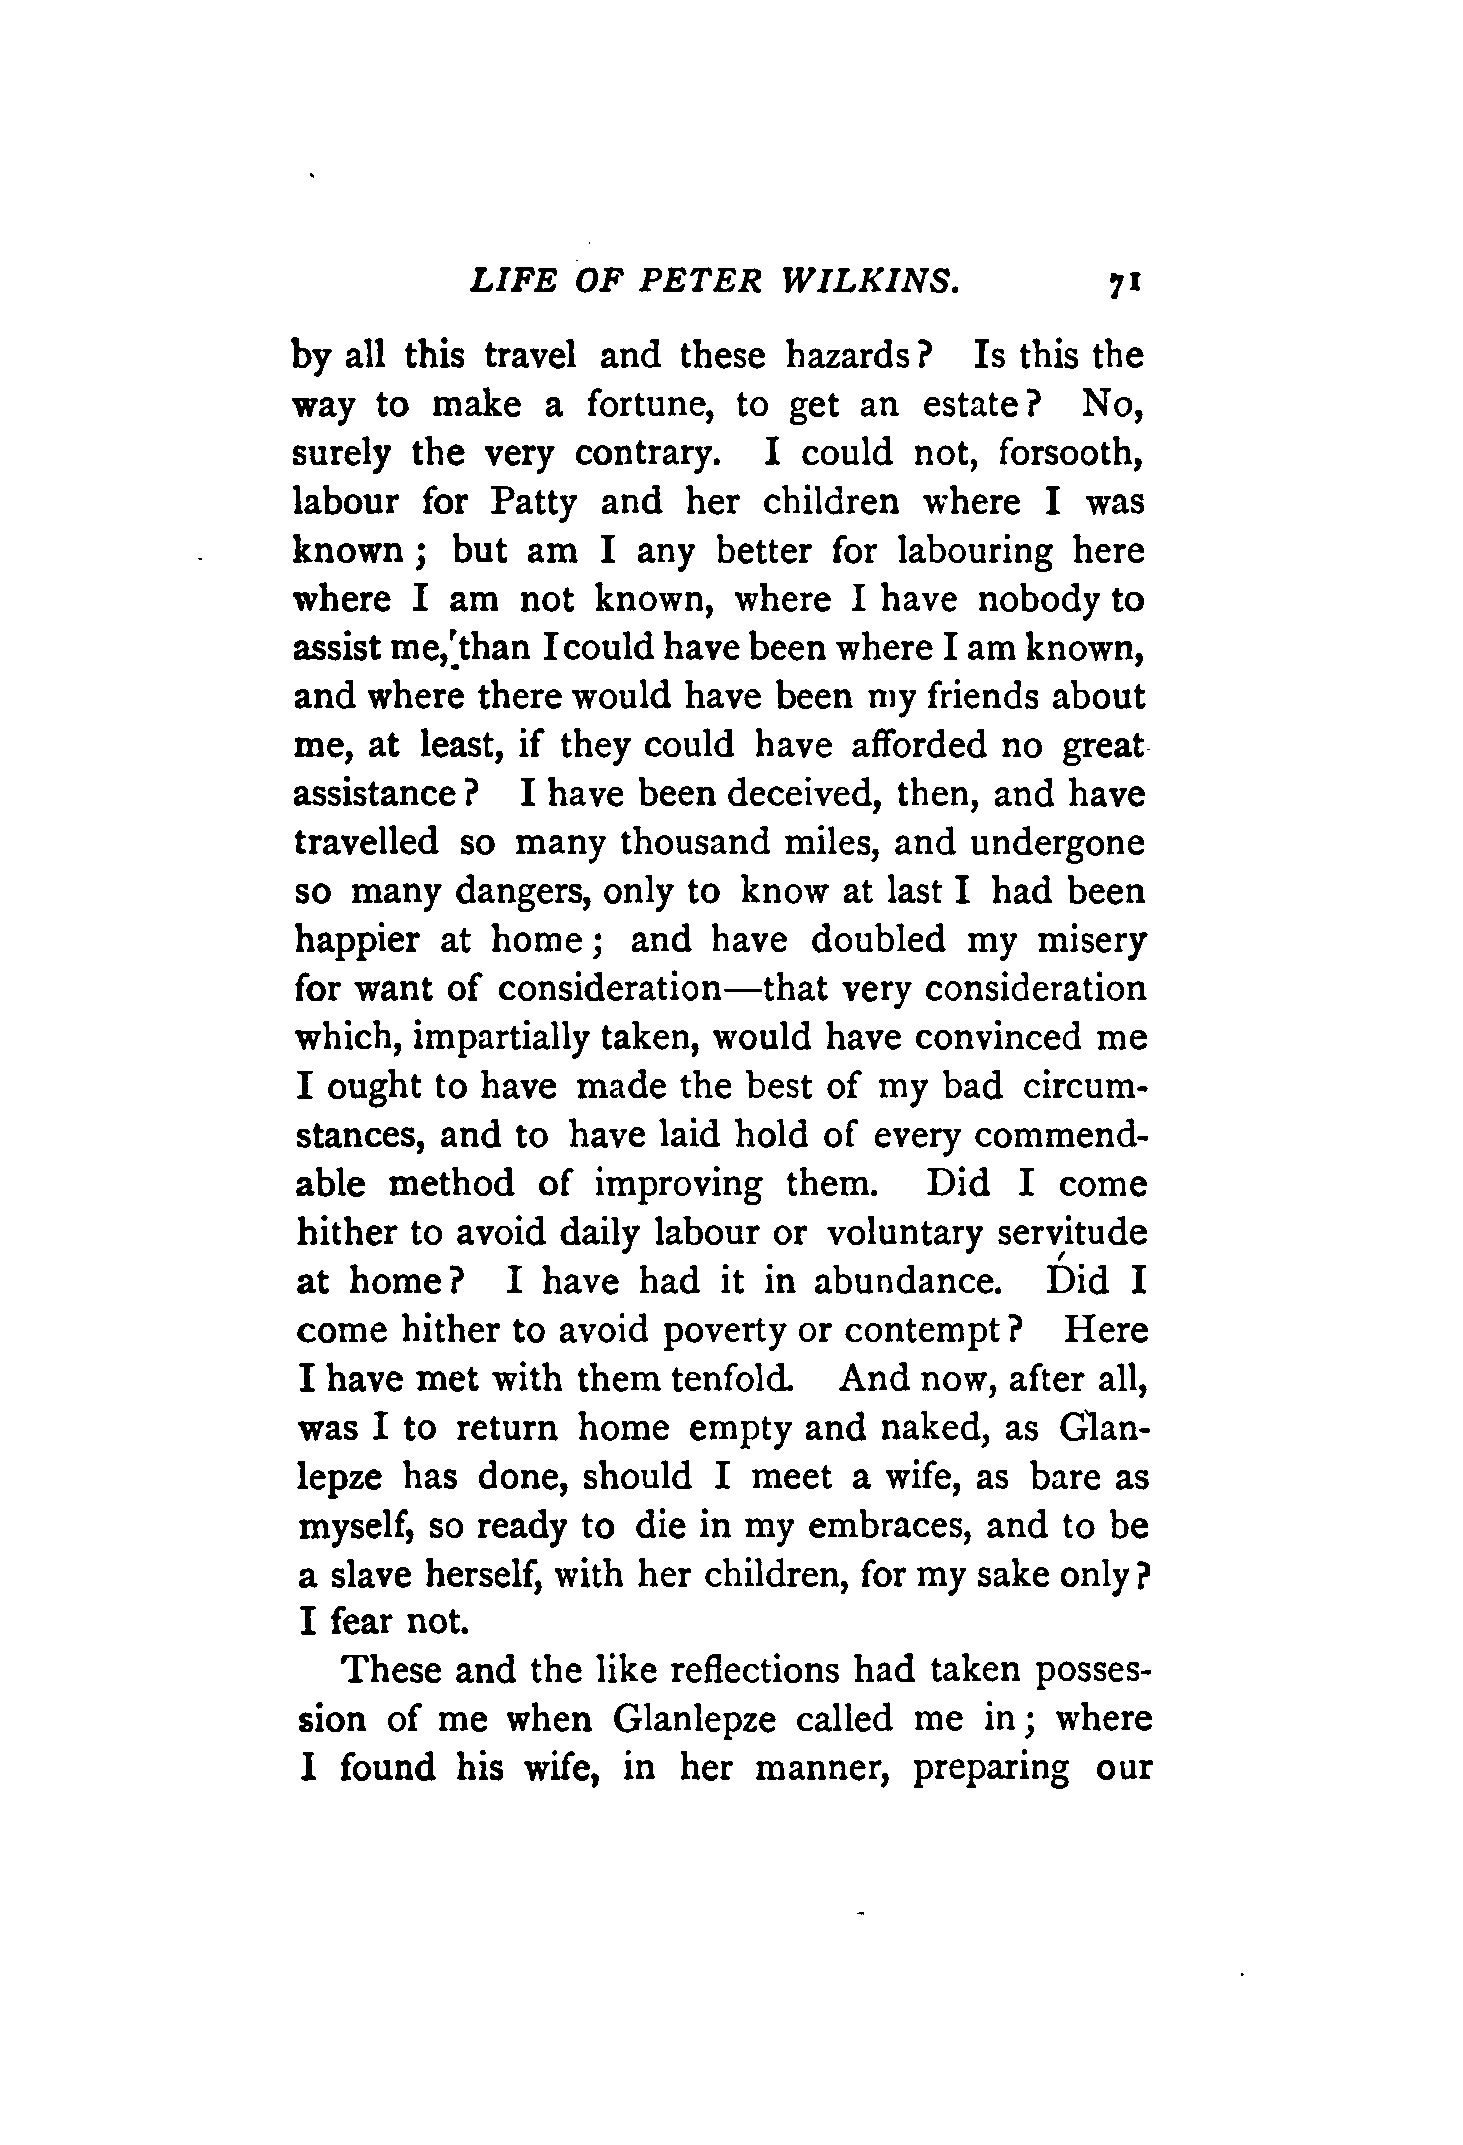 LIFE OF PETER WILKINS. 71
by all this travel and these hazards? Is this the
way to make a fortune, to get an estate? No,
surely the very contrary. I could not, forsooth,
labour for Patty and her children where I was
known; but am I any better for labouring here
where I am not known, where I have nobody to
assist me, than I could have been where I am known,
and where there would have been my friends about
me, at least, if they could have afforded no great
assistance? I have been deceived, then, and have
travelled so many thousand miles, and undergone
so many dangers, only to know at last I had been
happier at home; and have doubled my misery
for want of consideration—that very consideration
which, impartially taken, would have convinced me
I ought to have made the best of my bad circum-
stances, and to have laid hold of every commend-
able method of improving them. Did I come
hither to avoid daily labour or voluntary servitude
at home? I have had it in abundance. Did I
come hither to avoid poverty or contempt? Here
I have met with them tenfold. And now, after all,
was I to return home empty and naked, as Glan-
lepze has done, should I meet a wife, as bare as
myself, so ready to die in my embraces, and to be
a slave herself, with her children, for my sake only?
I fear not.
These and the like reflections had taken posses-
sion of me when Glanlepze called me in; where
I found his wife, in her manner, preparing our